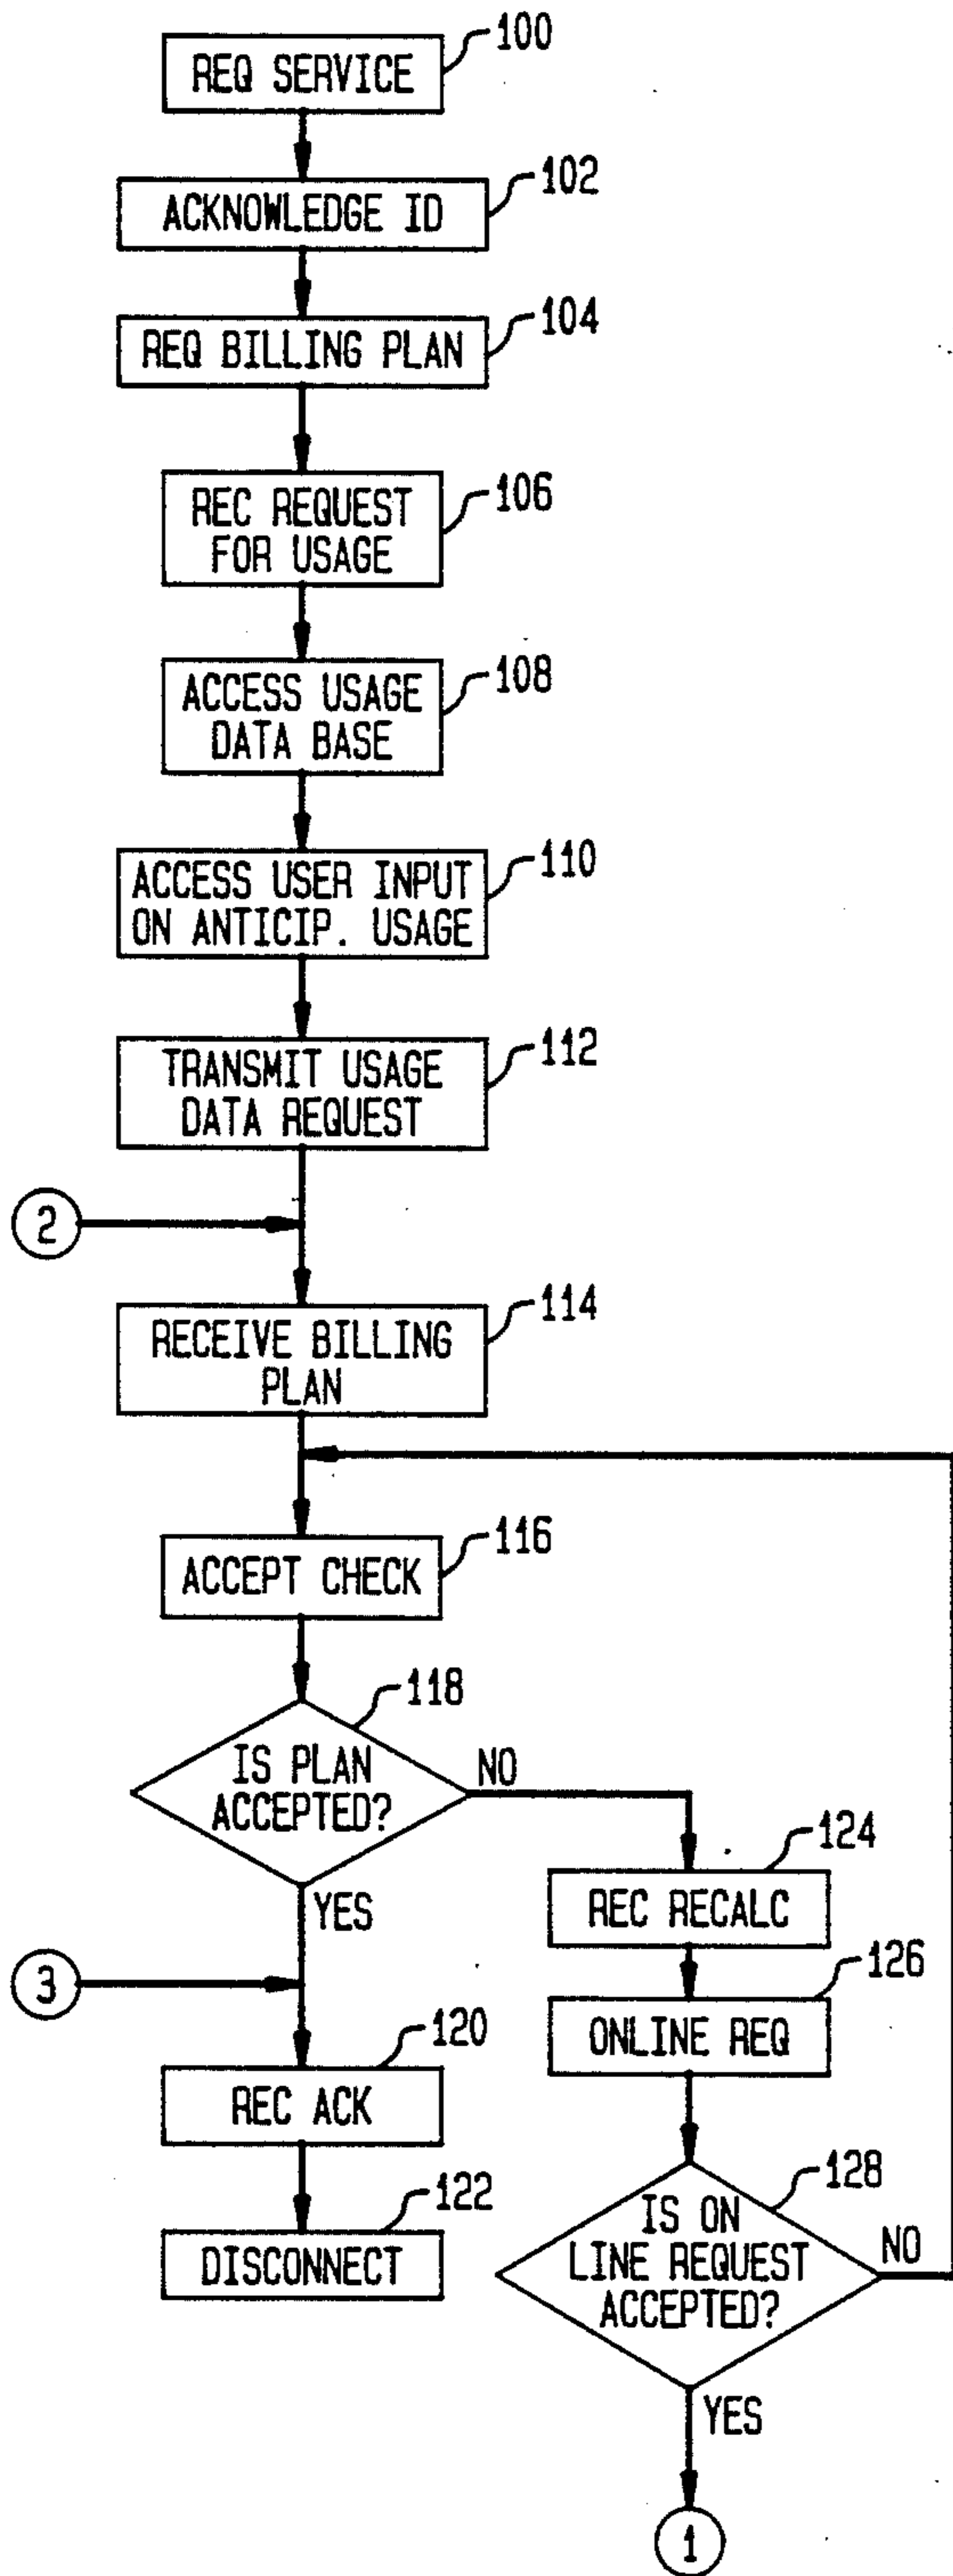 100
REQ SERVICE
102
ACKNOWLEDGE ID
104
REQ BILLING PLAN
106
REC REQUEST
FOR USAGE
108
ACCESS USAGE
DATA BASE
110
ACCESS USER INPUT
ON ANTICIP. USAGE
112
TRANSMIT USAGE
DATA REQUEST
2
114
RECEIVE BILLING
PLAN
116
ACCEPT CHECK
118
IS PLAN
ACCEPTED?
NO
YES
124
REC RECALC
3
126
ONLINE REQ
120
REC ACK
122
DISCONNECT
128
IS ON
LINE REQUEST
ACCEPTED?
NO
YES
1